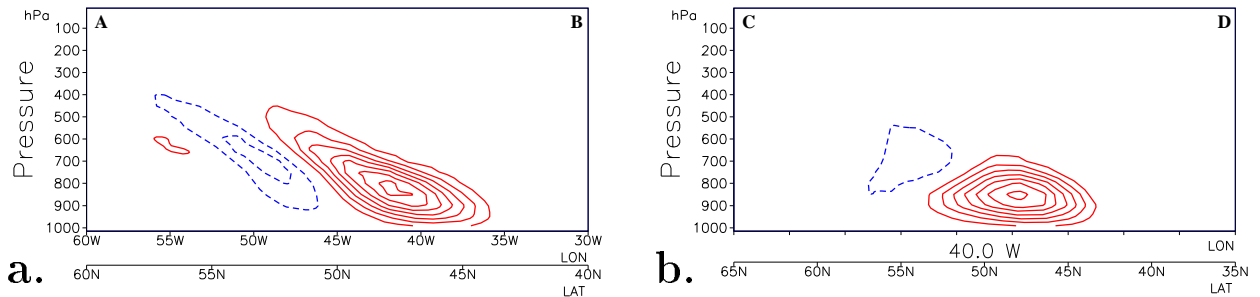 hPa
A B
Pressure
100
200
300
400
500
600
700
800
900
1000
60W 55W 50W 45W 40W 35W 30W
LON
60N 55N 50N 45N 40N
LAT
a.
hPa
C D
Pressure
100
200
300
400
500
600
700
800
900
1000
40.0 W
LON
65N 60N 55N 50N 45N 40N 35N
LAT
b.